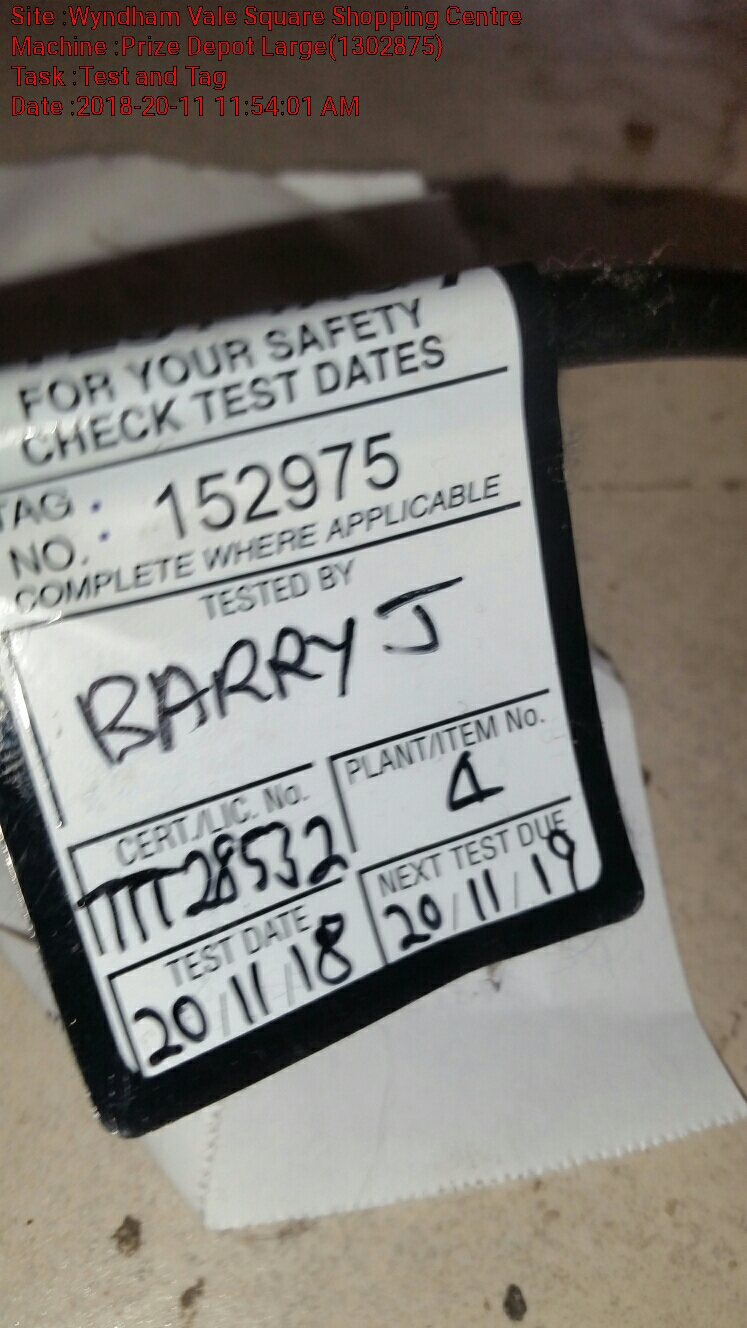 Site :Wyndham Vale Square Shopping Centre
Machine :Prize Depot Large(1302875)
Task :Test and Tag
Date :2018-20-11 11:54:01 AM
FOR YOUR SAFETY
CHECK TEST DATES
TAG
NO. : 152975
COMPLETE WHERE APPLICABLE
TESTED BY
BARRY J
CERT./LIC. No.
TTT28532
PLANT/ITEM No.
4
TEST DATE
20/11/18
NEXT TEST DUE
20/11/19